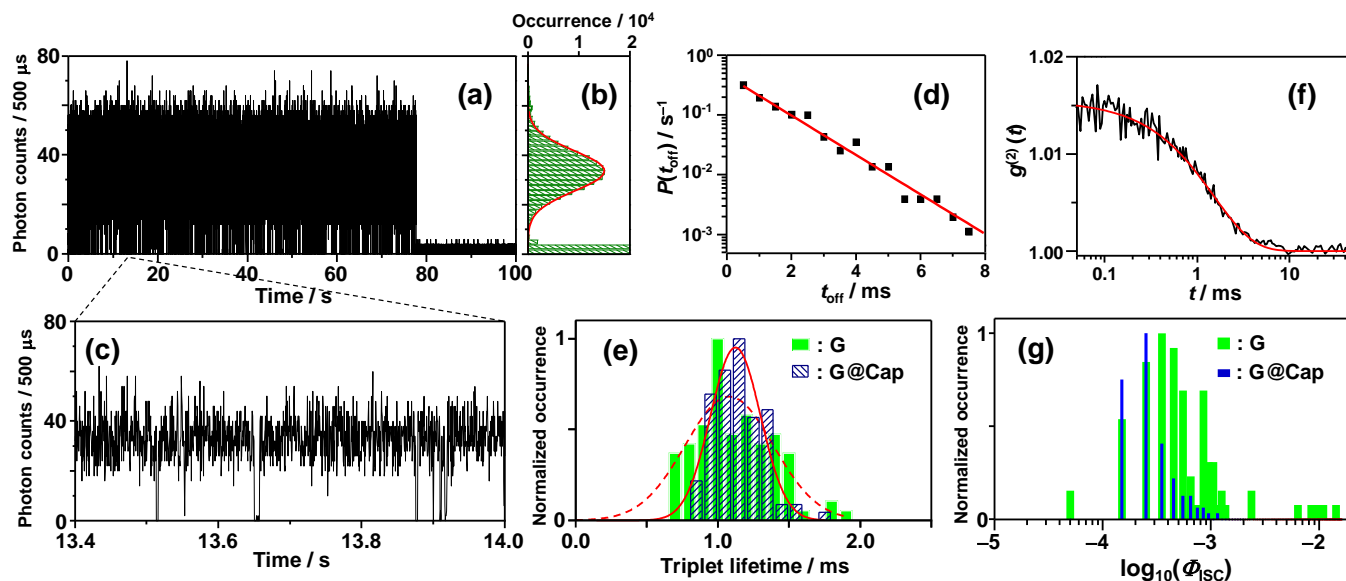 Occurrence / 10⁴
0 1 2
80
60
40
20
0
Photon counts / 500 μs
(a)
(b)
0 20 40 60 80 100
Time / s
10⁰
10⁻¹
10⁻²
10⁻³
P(t_off) / s⁻¹
(d)
0 2 4 6 8
t_off / ms
1.02
1.01
1.00
g⁽²⁾ (t)
(f)
0.1 1 10
t / ms
80
60
40
20
0
Photon counts / 500 μs
(c)
13.4 13.6 13.8 14.0
Time / s
1
0
Normalized occurrence
(e)
: G
: G@Cap
0.0 1.0 2.0
Triplet lifetime / ms
1
0
Normalized occurrence
(g)
: G
: G@Cap
–5 –4 –3 –2
log₁₀(Φ_ISC)